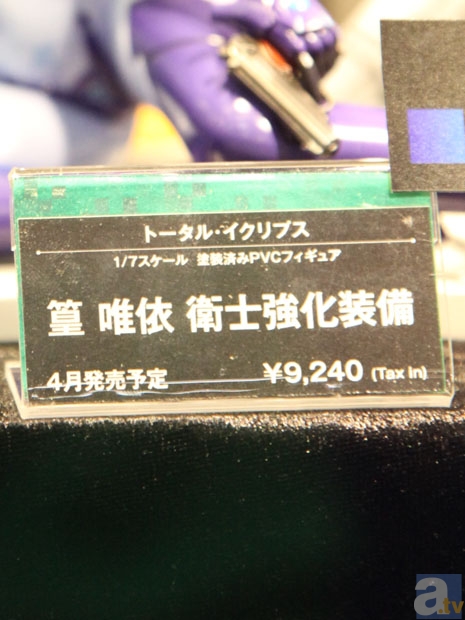 トータル・イクリプス
1/7スケール 塗装済みPVCフィギュア
篁 唯依 衛士強化装備
4月発売予定 ¥9,240 (Tax in)
a.tv